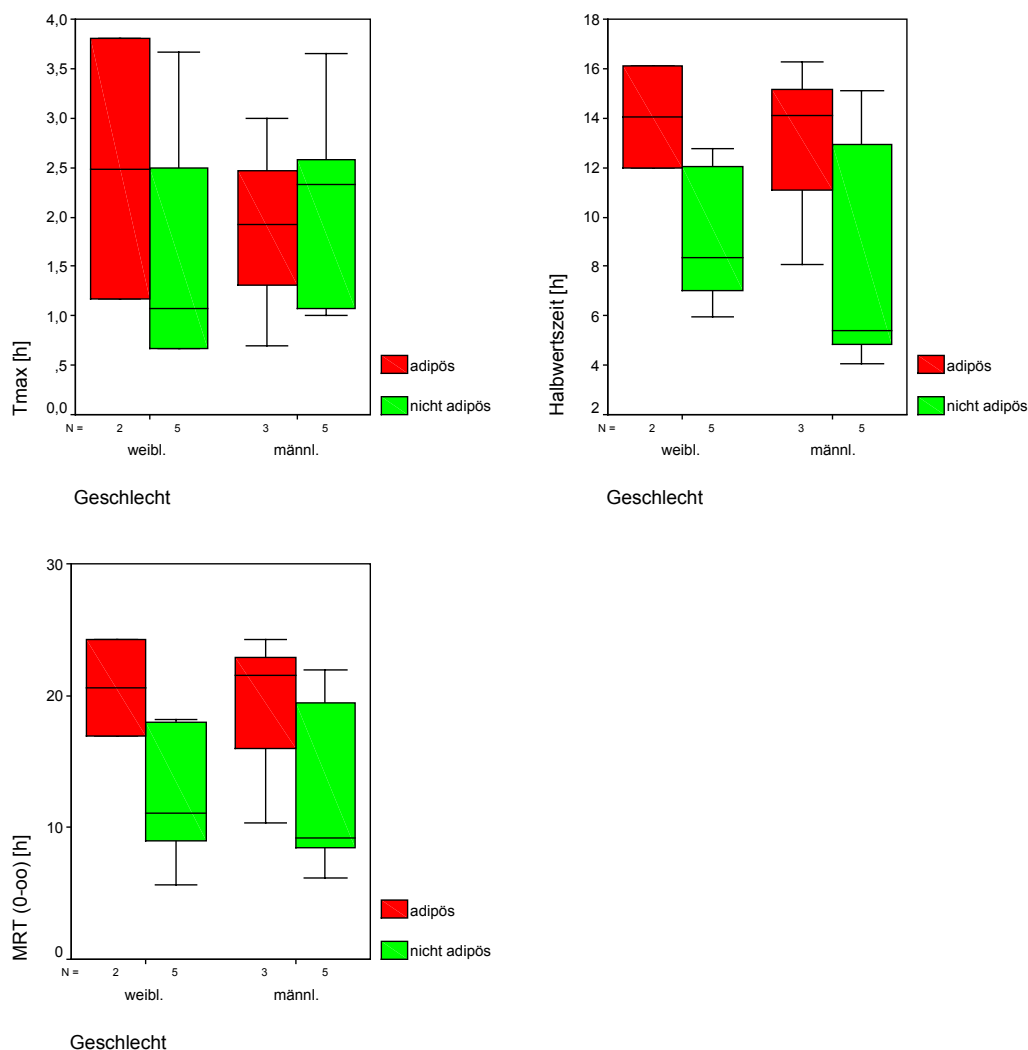 Tmax [h]
4,0
3,5
3,0
2,5
2,0
1,5
1,0
,5
0,0
N = 2 5 3 5
weibl. männl.
Geschlecht
adipös
nicht adipös
Halbwertszeit [h]
18
16
14
12
10
8
6
4
2
N = 2 5 3 5
weibl. männl.
Geschlecht
adipös
nicht adipös
MRT (0-oo) [h]
30
20
10
0
N = 2 5 3 5
weibl. männl.
Geschlecht
adipös
nicht adipös